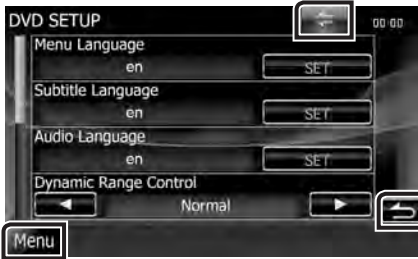 DVD SETUP 00:00
Menu Language
en SET
Subtitle Language
en SET
Audio Language
en SET
Dynamic Range Control
Normal
Menu